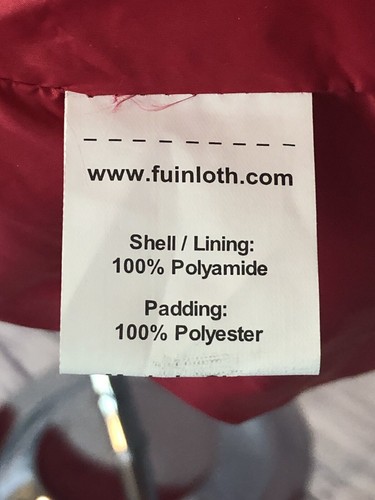 www.fuinloth.com
Shell / Lining:
100% Polyamide
Padding:
100% Polyester